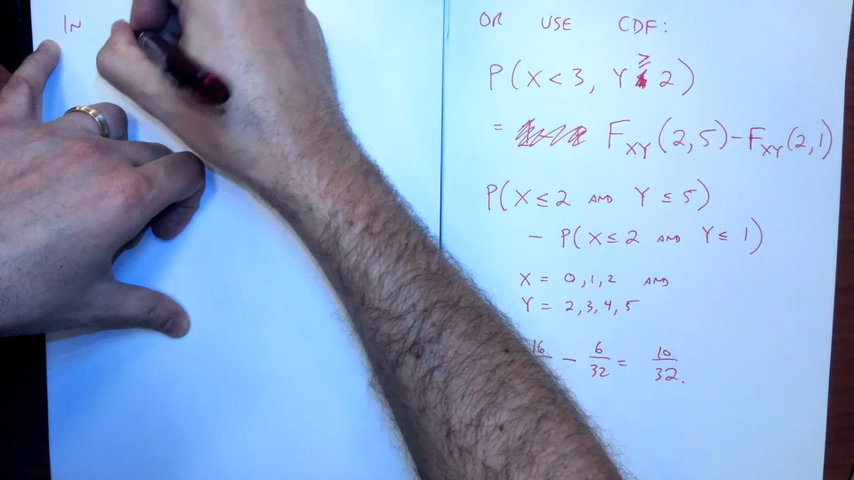 IN
OR USE CDF:
P(X<3, Y ≥ 2)
= F_XY(2,5) - F_XY(2,1)
P(X≤2 AND Y≤5)
- P(X≤2 AND Y≤ 1)
X = 0,1,2 AND
Y = 2,3,4,5
16 - 6/32 = 10/32.